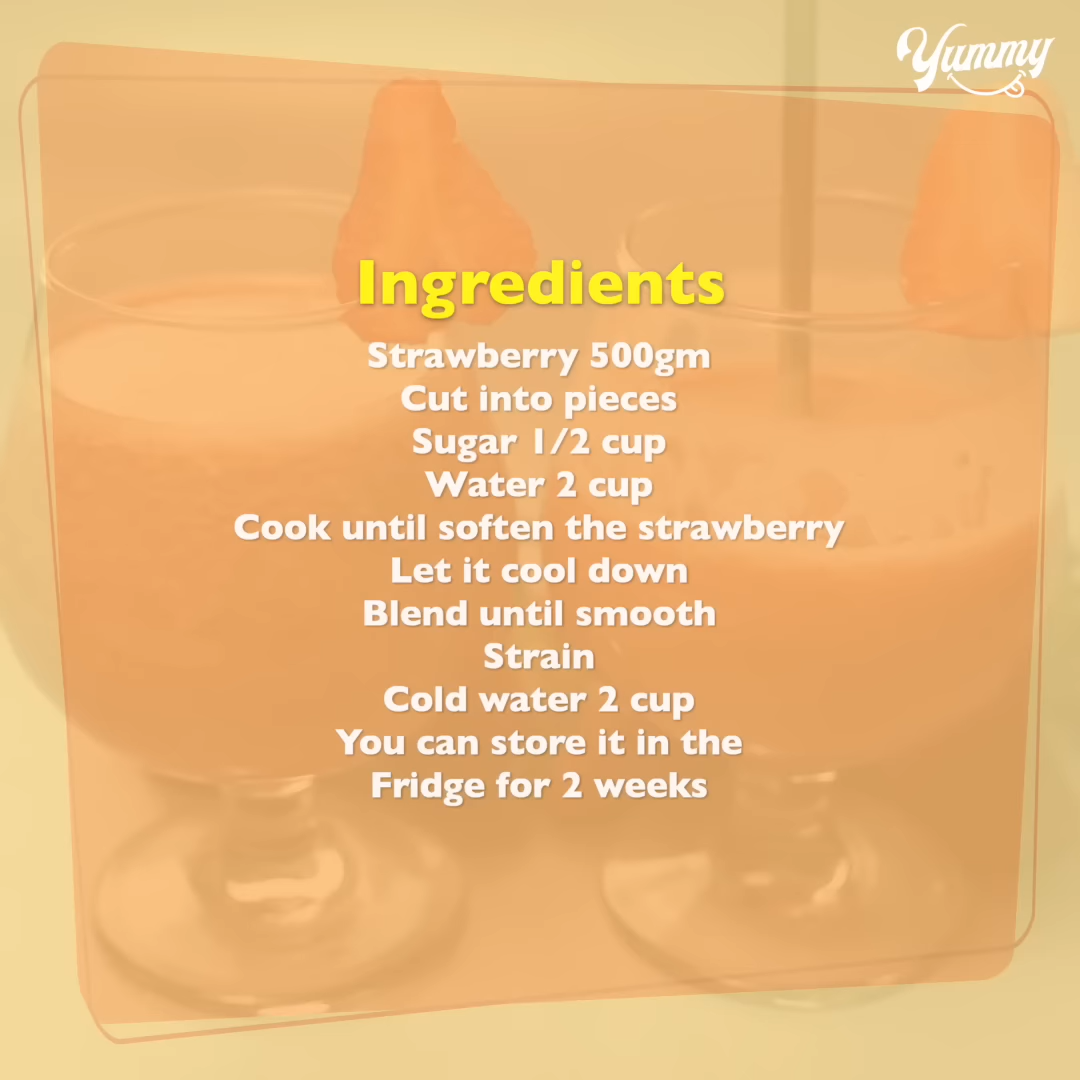 Yummy
Ingredients
Strawberry 500gm
Cut into pieces
Sugar 1/2 cup
Water 2 cup
Cook until soften the strawberry
Let it cool down
Blend until smooth
Strain
Cold water 2 cup
You can store it in the
Fridge for 2 weeks